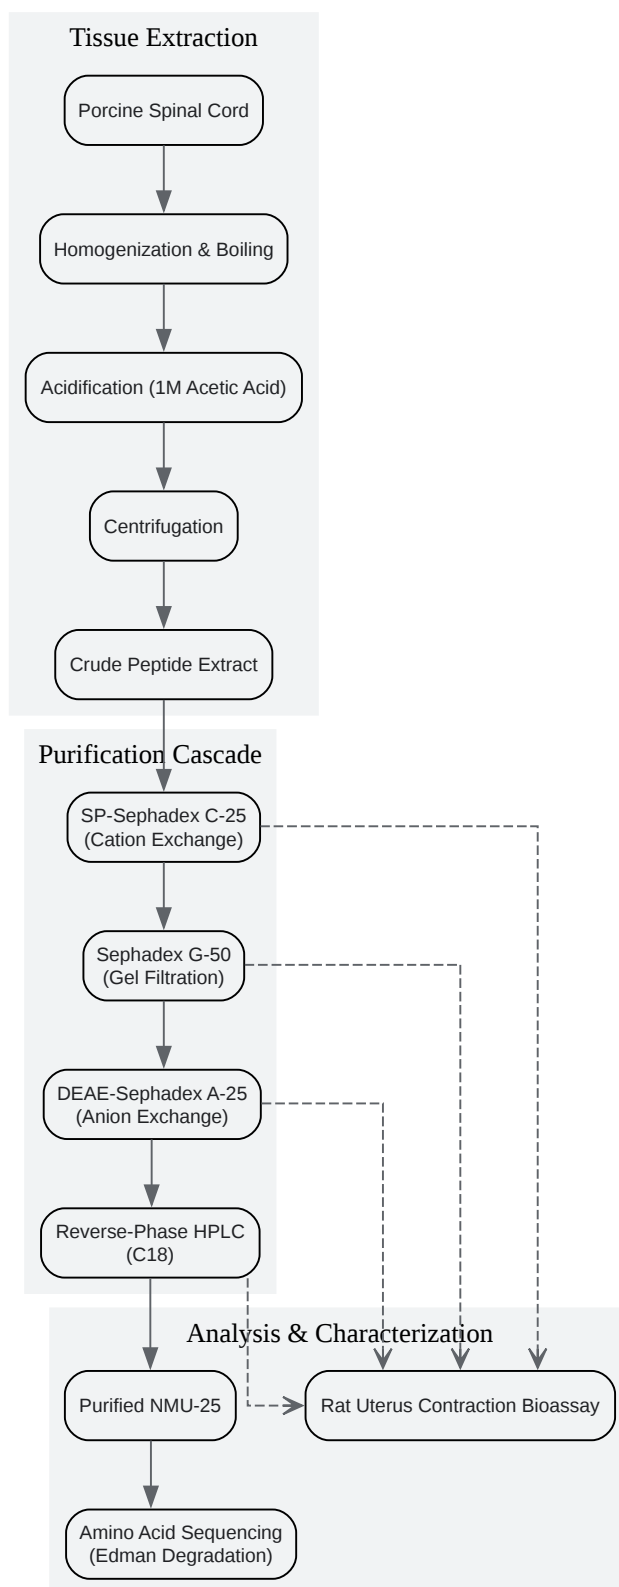 Tissue Extraction
Porcine Spinal Cord
Homogenization & Boiling
Acidification (1M Acetic Acid)
Centrifugation
Crude Peptide Extract
Purification Cascade
SP-Sephadex C-25
(Cation Exchange)
Sephadex G-50
(Gel Filtration)
DEAE-Sephadex A-25
(Anion Exchange)
Reverse-Phase HPLC
(C18)
Analysis & Characterization
Purified NMU-25
Rat Uterus Contraction Bioassay
Amino Acid Sequencing
(Edman Degradation)